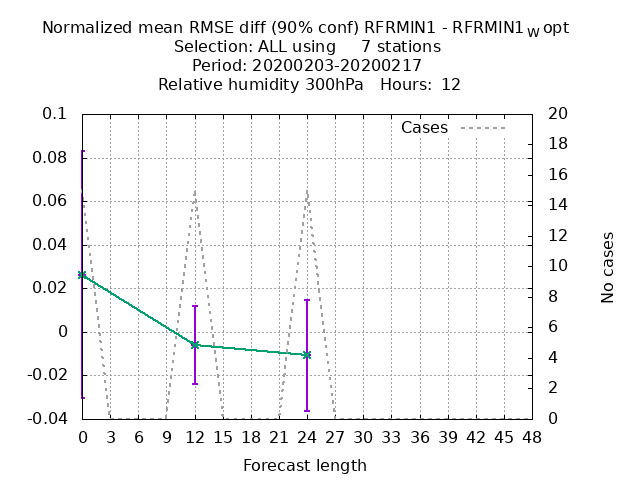 Normalized mean RMSE diff (90% conf) RFRMIN1 - RFRMIN1_W opt
Selection: ALL using     7 stations
Period: 20200203-20200217
Relative humidity 300hPa   Hours:  12
Cases
0.1
0.08
0.06
0.04
0.02
0
-0.02
-0.04
20
18
16
14
12
10
8
6
4
2
0
No cases
0 3 6 9 12 15 18 21 24 27 30 33 36 39 42 45 48
Forecast length